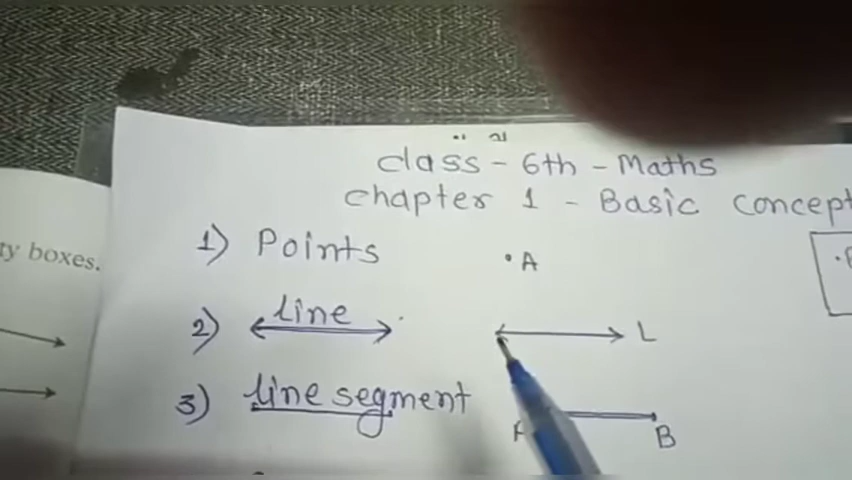 class - 6th - Maths
chapter 1 - Basic concept
1) Points
• A
2) line
L
3) line segment
B
ty boxes.